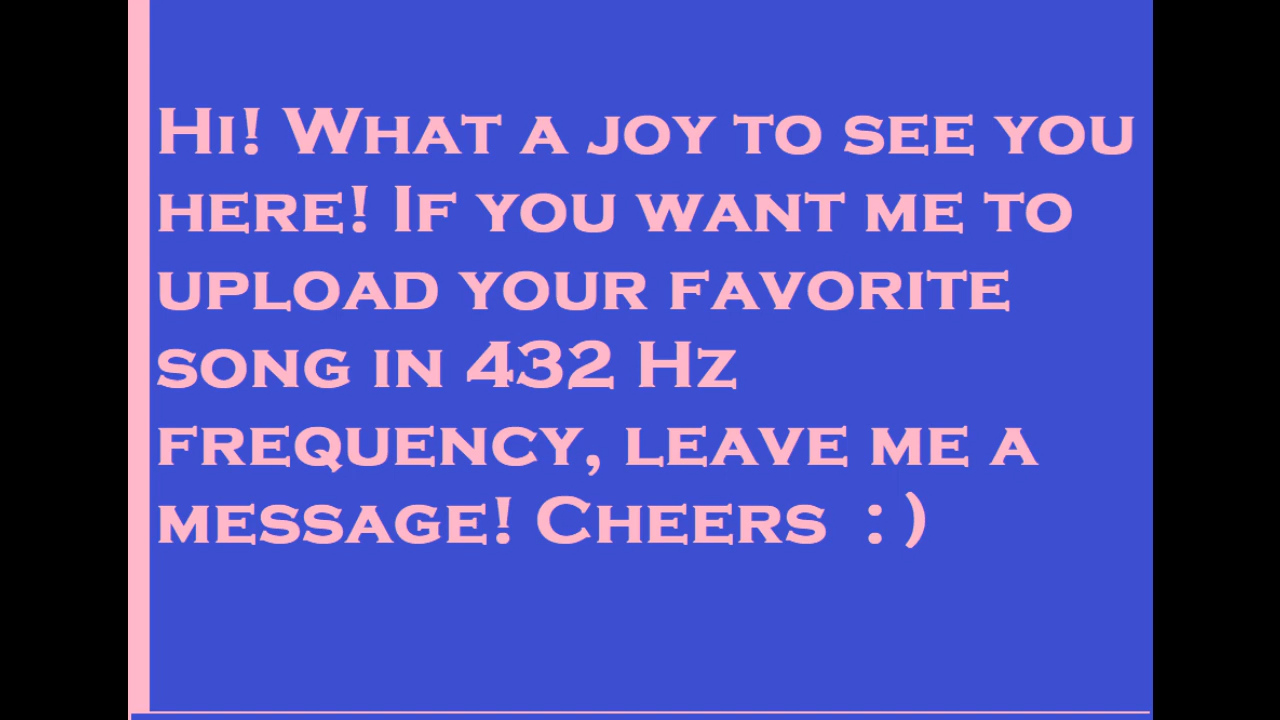 Hi! What a joy to see you
here! If you want me to
upload your favorite
song in 432 Hz
frequency, leave me a
message! Cheers  : )